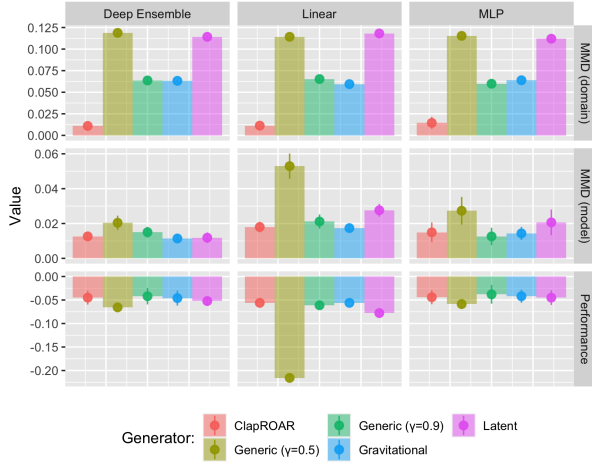 Deep Ensemble Linear MLP
0.125
0.100
0.075
0.050
0.025
0.000
MMD (domain)
0.06
0.04
0.02
0.00
MMD (model)
0.00
-0.05
-0.10
-0.15
-0.20
Performance
Value
Generator:
ClapROAR
Generic (γ=0.5)
Generic (γ=0.9)
Gravitational
Latent